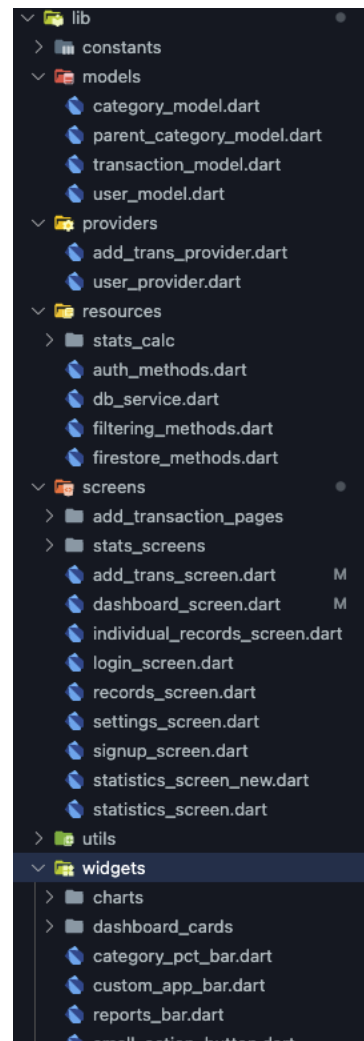 lib
constants
models
category_model.dart
parent_category_model.dart
transaction_model.dart
user_model.dart
providers
add_trans_provider.dart
user_provider.dart
resources
stats_calc
auth_methods.dart
db_service.dart
filtering_methods.dart
firestore_methods.dart
screens
add_transaction_pages
stats_screens
add_trans_screen.dart M
dashboard_screen.dart M
individual_records_screen.dart
login_screen.dart
records_screen.dart
settings_screen.dart
signup_screen.dart
statistics_screen_new.dart
statistics_screen.dart
utils
widgets
charts
dashboard_cards
category_pct_bar.dart
custom_app_bar.dart
reports_bar.dart
small_action_button.dart